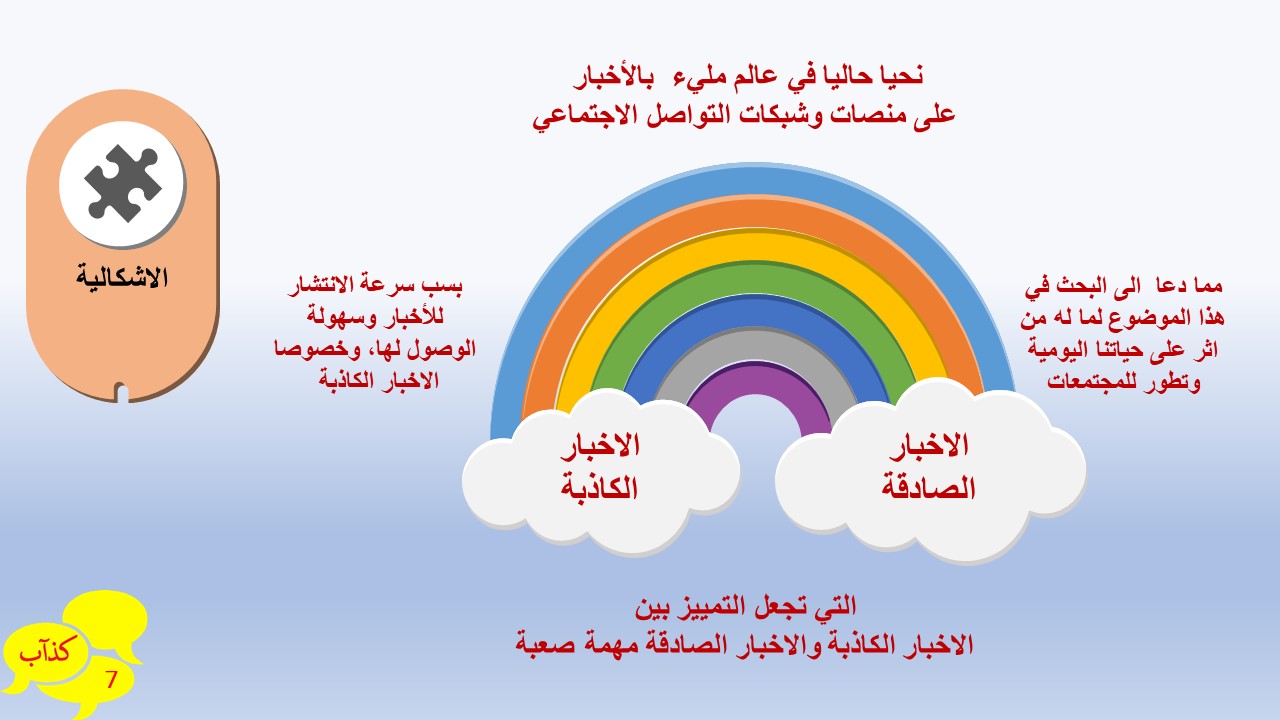 نحيا حاليا في عالم مليء بالأخبار
على منصات وشبكات التواصل الاجتماعي
الاشكالية
مما دعا الى البحث في
هذا الموضوع لما له من
اثر على حياتنا اليومية
وتطور للمجتمعات
بسب سرعة الانتشار
للأخبار وسهولة
الوصول لها، وخصوصا
الاخبار الكاذبة
الاخبار
الصادقة
الاخبار
الكاذبة
التي تجعل التمييز بين
الاخبار الكاذبة والاخبار الصادقة مهمة صعبة
كذآب
7